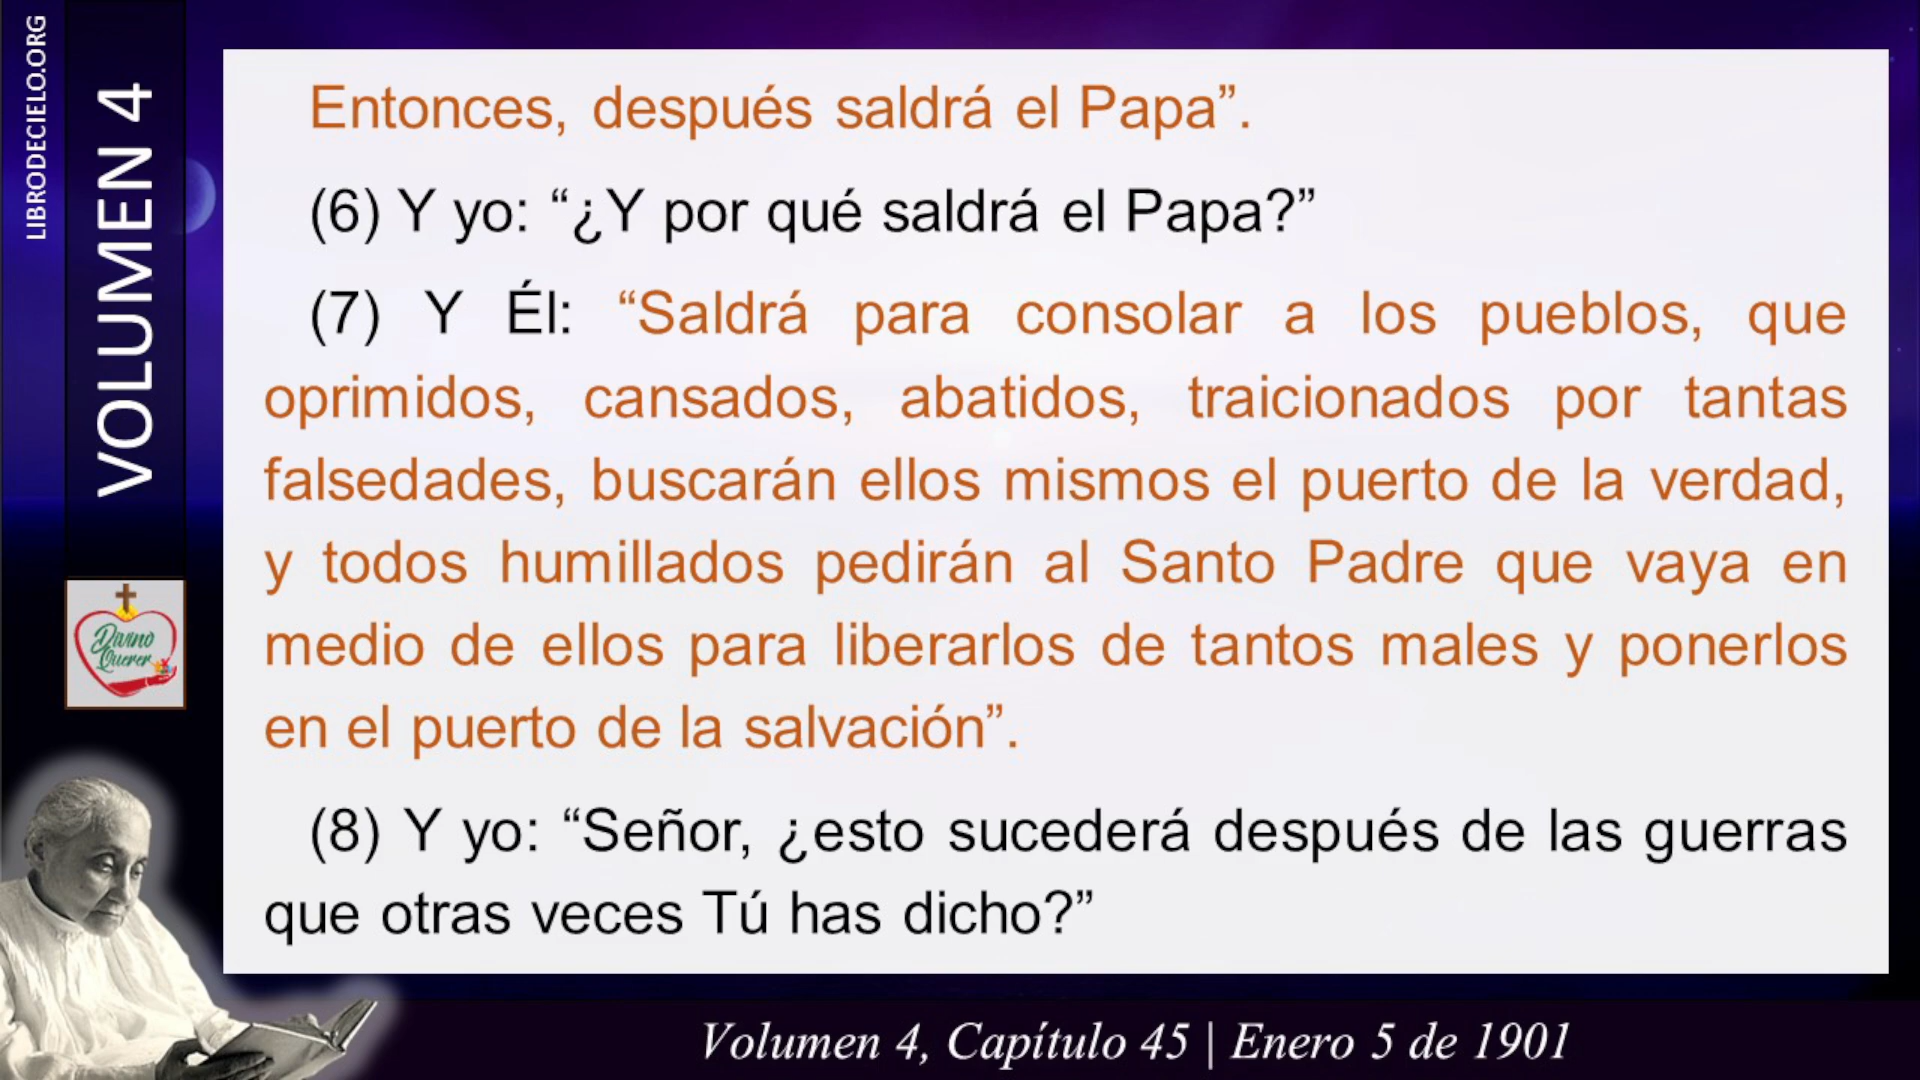 LIBRODECIELO.ORG
VOLUMEN 4
Divino
Querer
Entonces, después saldrá el Papa”.
(6) Y yo: “¿Y por qué saldrá el Papa?”
(7) Y Él: “Saldrá para consolar a los pueblos, que
oprimidos, cansados, abatidos, traicionados por tantas
falsedades, buscarán ellos mismos el puerto de la verdad,
y todos humillados pedirán al Santo Padre que vaya en
medio de ellos para liberarlos de tantos males y ponerlos
en el puerto de la salvación”.
(8) Y yo: “Señor, ¿esto sucederá después de las guerras
que otras veces Tú has dicho?”
Volumen 4, Capítulo 45 | Enero 5 de 1901